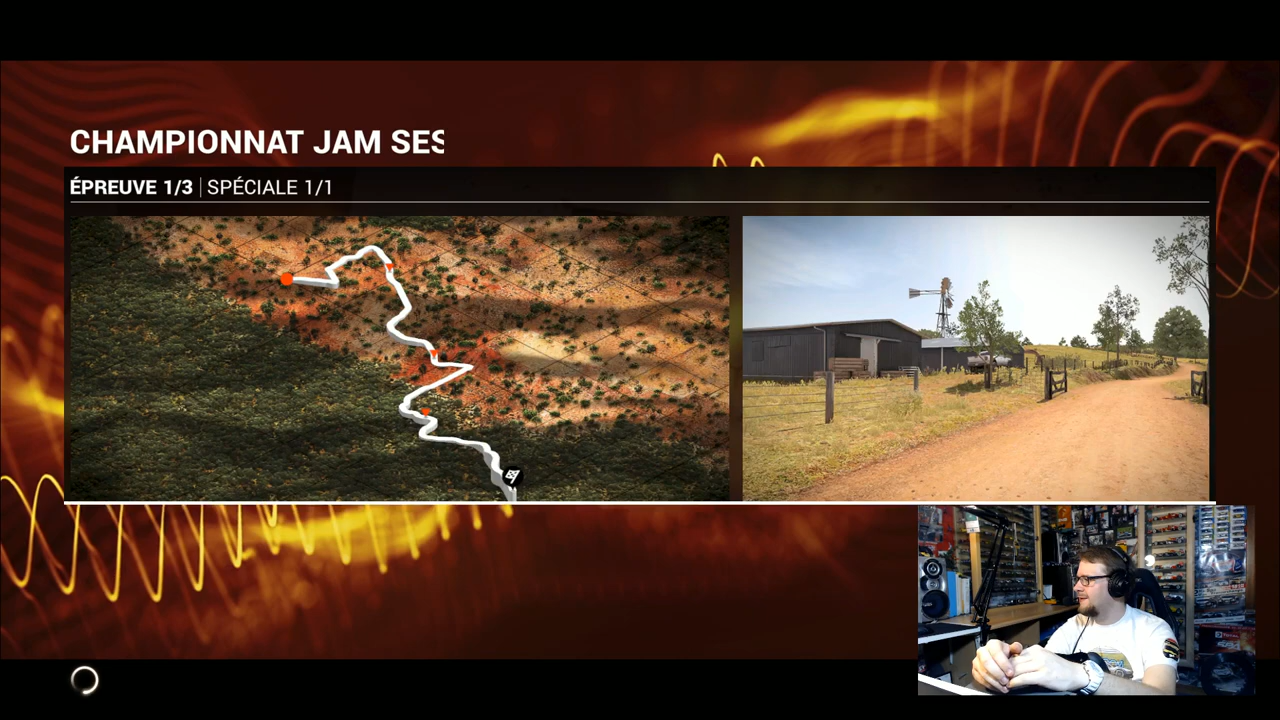 CHAMPIONNAT JAM SES
ÉPREUVE 1/3 | SPÉCIALE 1/1